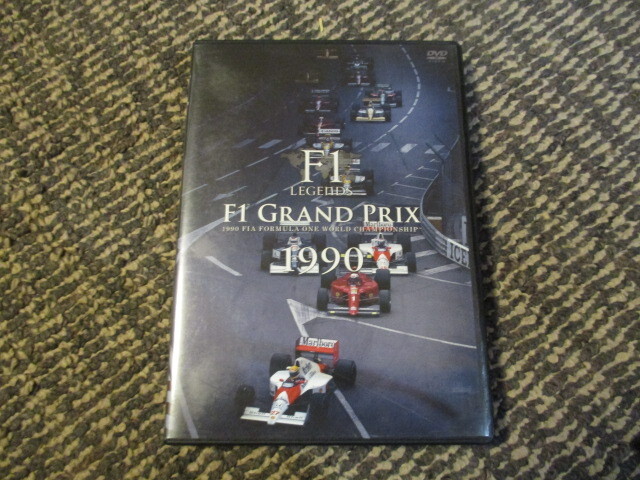 DVD
F1
LEGENDS
F1 GRAND PRIX
1990 FIA FORMULA ONE WORLD CHAMPIONSHIP
1990
Marlboro